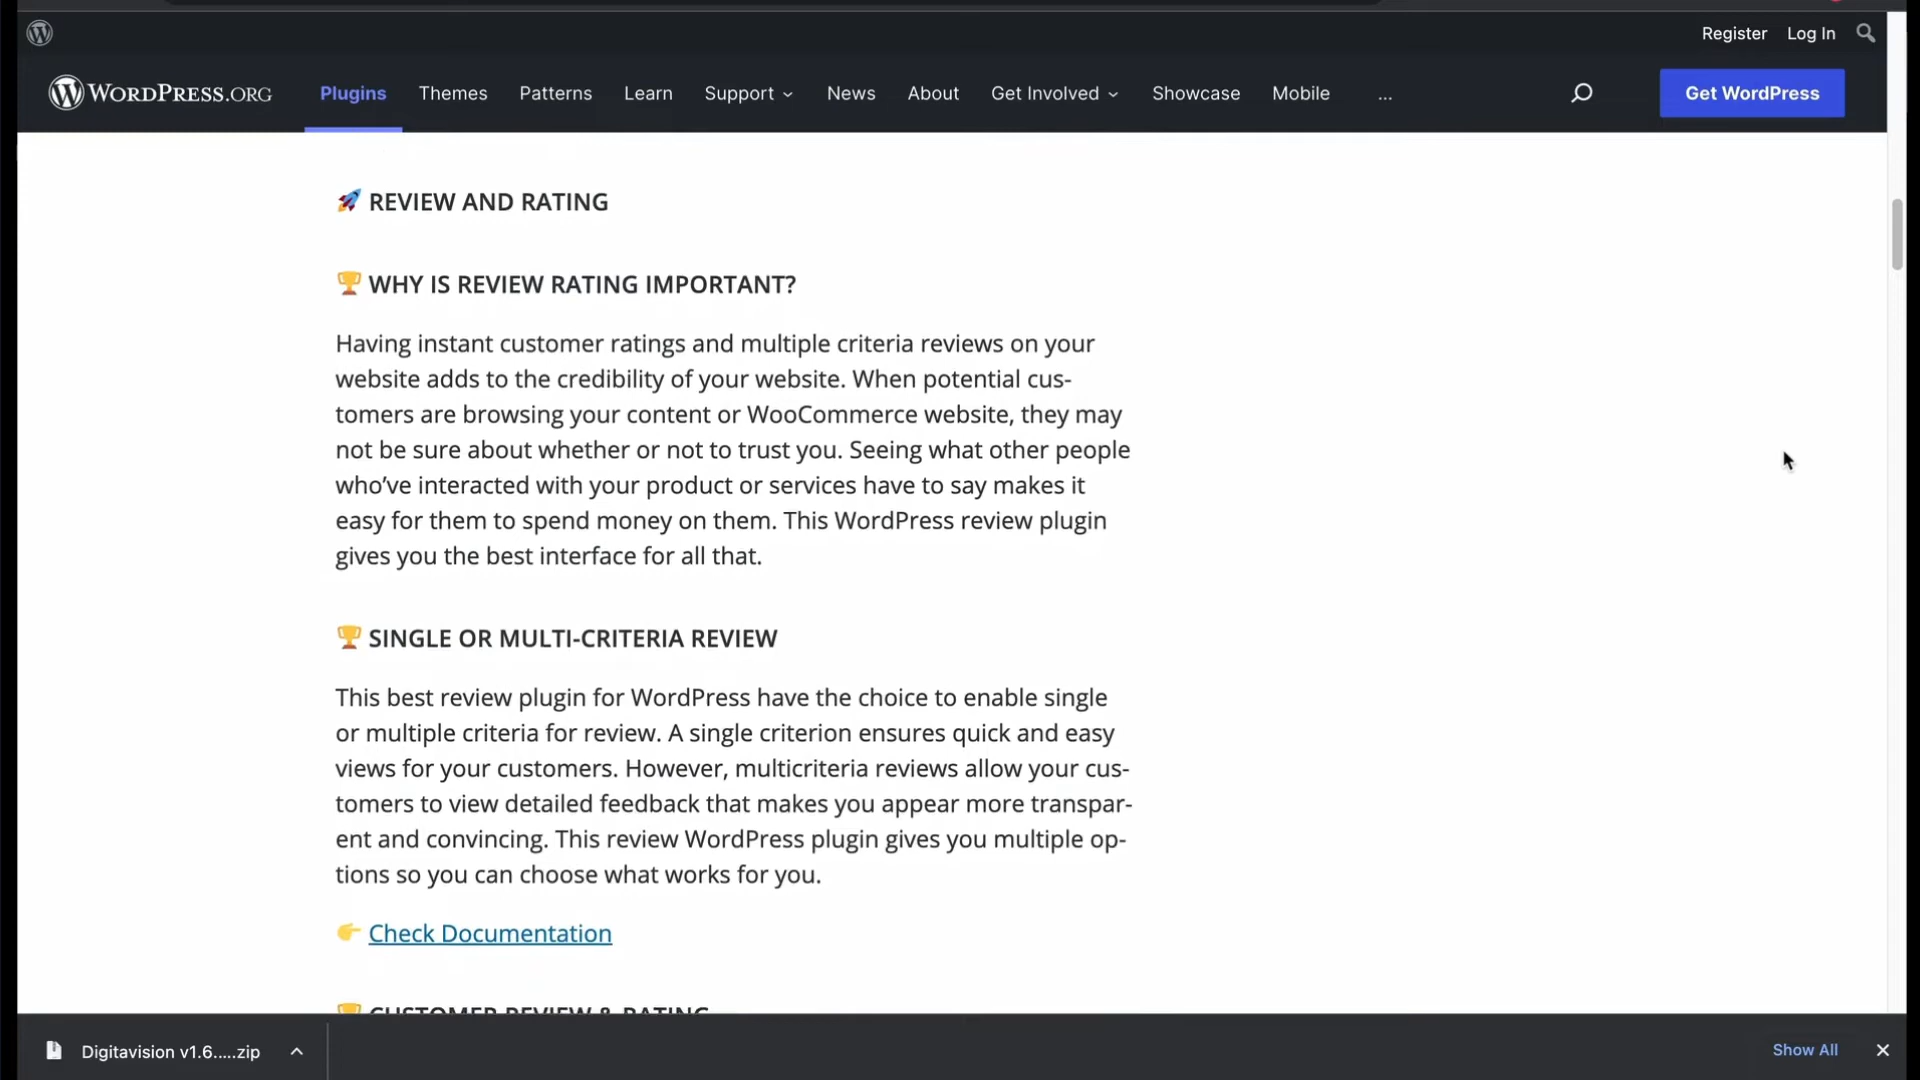 Register Log In
WORDPRESS.ORG Plugins Themes Patterns Learn Support News About Get Involved Showcase Mobile ... Get WordPress
REVIEW AND RATING
WHY IS REVIEW RATING IMPORTANT?
Having instant customer ratings and multiple criteria reviews on your
website adds to the credibility of your website. When potential cus-
tomers are browsing your content or WooCommerce website, they may
not be sure about whether or not to trust you. Seeing what other people
who’ve interacted with your product or services have to say makes it
easy for them to spend money on them. This WordPress review plugin
gives you the best interface for all that.
SINGLE OR MULTI-CRITERIA REVIEW
This best review plugin for WordPress have the choice to enable single
or multiple criteria for review. A single criterion ensures quick and easy
views for your customers. However, multicriteria reviews allow your cus-
tomers to view detailed feedback that makes you appear more transpar-
ent and convincing. This review WordPress plugin gives you multiple op-
tions so you can choose what works for you.
Check Documentation
CUSTOMER REVIEW & RATING
Digitavision v1.6.....zip Show All